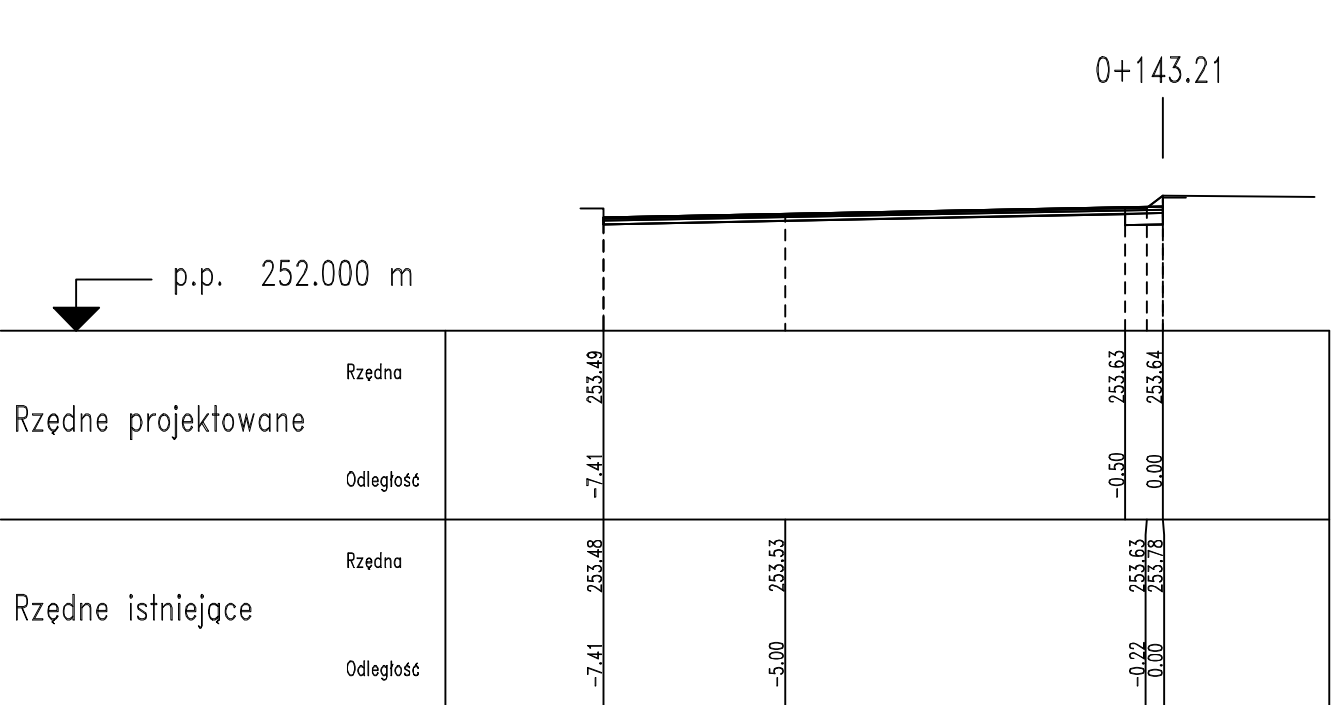 0+143.21
p.p. 252.000 m
Rzędna
253.49
253.63
253.64
Rzędne projektowane
Odległość
-7.41
-0.50
0.00
Rzędna
253.48
253.53
253.63
253.78
Rzędne istniejące
Odległość
-7.41
-5.00
-0.22
0.00